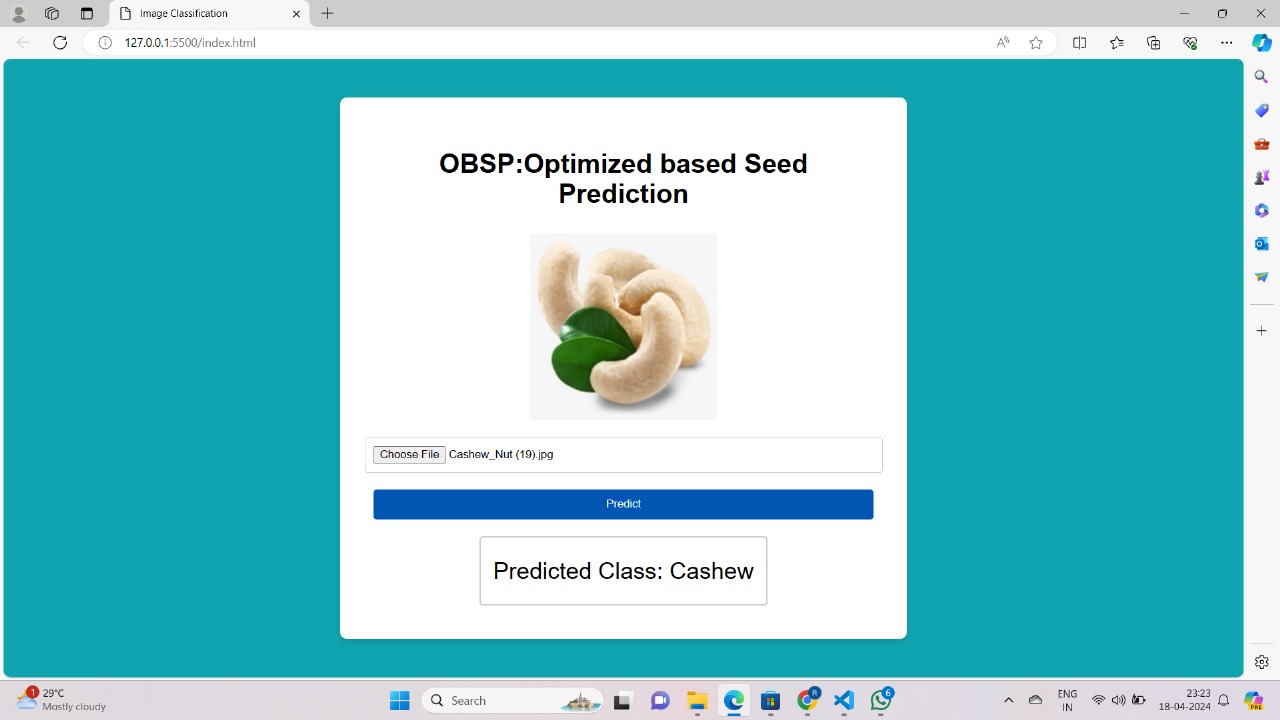 Image Classification
127.0.0.1:5500/index.html
OBSP:Optimized based Seed
Prediction
Choose File Cashew_Nut (19).jpg
Predict
Predicted Class: Cashew
1
29°C
Mostly cloudy
Search
R
6
ENG
IN
23:23
18-04-2024
PRE